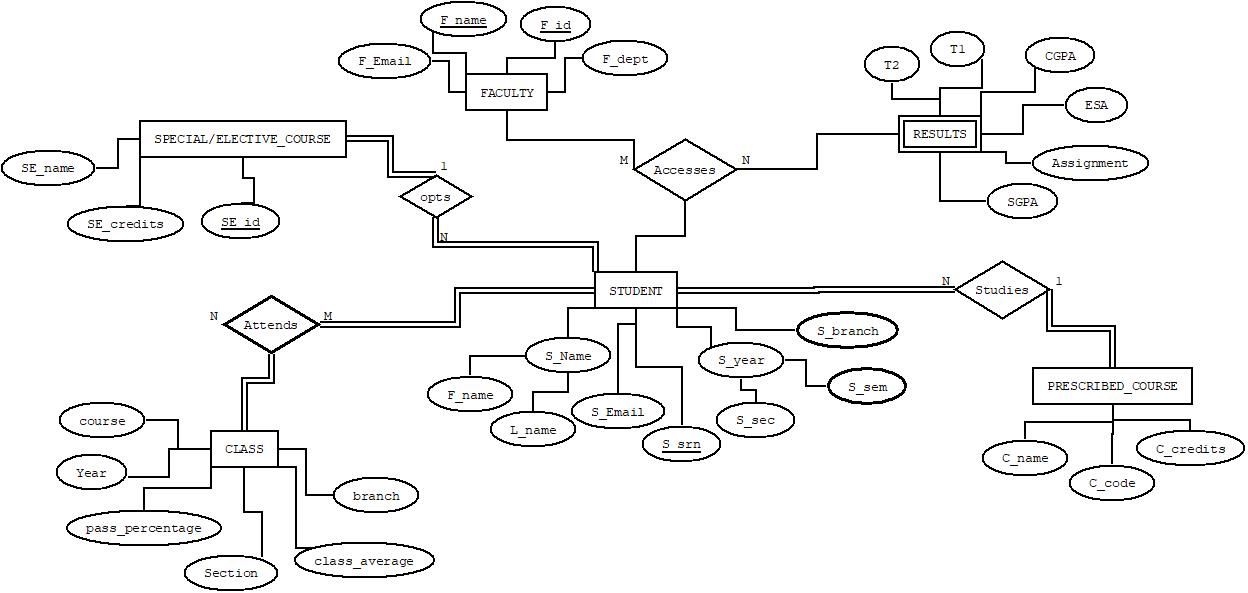 F_name
F_id
F_Email
F_dept
FACULTY
T2
T1
CGPA
ESA
RESULTS
Assignment
SGPA
SPECIAL/ELECTIVE_COURSE
SE_name
SE_credits
SE_id
1
opts
N
M
Accesses
N
STUDENT
N
Studies
1
N
Attends
M
S_Name
F_name
L_name
S_Email
S_srn
S_year
S_branch
S_sem
S_sec
PRESCRIBED_COURSE
C_name
C_code
C_credits
course
Year
CLASS
pass_percentage
Section
branch
class_average